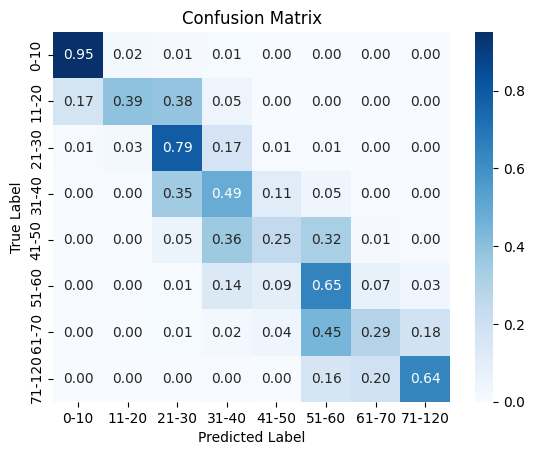 Confusion Matrix
True Label
0-10 0.95 0.02 0.01 0.01 0.00 0.00 0.00 0.00
11-20 0.17 0.39 0.38 0.05 0.00 0.00 0.00 0.00
21-30 0.01 0.03 0.79 0.17 0.01 0.01 0.00 0.00
31-40 0.00 0.00 0.35 0.49 0.11 0.05 0.00 0.00
41-50 0.00 0.00 0.05 0.36 0.25 0.32 0.01 0.00
51-60 0.00 0.00 0.01 0.14 0.09 0.65 0.07 0.03
61-70 0.00 0.00 0.01 0.02 0.04 0.45 0.29 0.18
71-120 0.00 0.00 0.00 0.00 0.00 0.16 0.20 0.64
0-10 11-20 21-30 31-40 41-50 51-60 61-70 71-120
Predicted Label
0.8
0.6
0.4
0.2
0.0